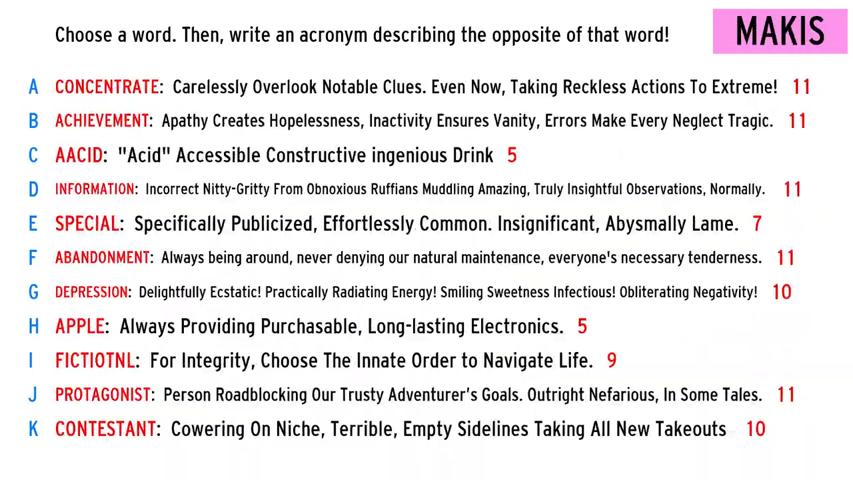 Choose a word. Then, write an acronym describing the opposite of that word!
MAKIS
A CONCENTRATE: Carelessly Overlook Notable Clues. Even Now, Taking Reckless Actions To Extreme! 11
B ACHIEVEMENT: Apathy Creates Hopelessness, Inactivity Ensures Vanity, Errors Make Every Neglect Tragic. 11
C AACID: "Acid" Accessible Constructive ingenious Drink 5
D INFORMATION: Incorrect Nitty-Gritty From Obnoxious Ruffians Muddling Amazing, Truly Insightful Observations, Normally. 11
E SPECIAL: Specifically Publicized, Effortlessly Common. Insignificant, Abysmally Lame. 7
F ABANDONMENT: Always being around, never denying our natural maintenance, everyone's necessary tenderness. 11
G DEPRESSION: Delightfully Ecstatic! Practically Radiating Energy! Smiling Sweetness Infectious! Obliterating Negativity! 10
H APPLE: Always Providing Purchasable, Long-lasting Electronics. 5
I FICTIOTNL: For Integrity, Choose The Innate Order to Navigate Life. 9
J PROTAGONIST: Person Roadblocking Our Trusty Adventurer's Goals. Outright Nefarious, In Some Tales. 11
K CONTESTANT: Cowering On Niche, Terrible, Empty Sidelines Taking All New Takeouts 10